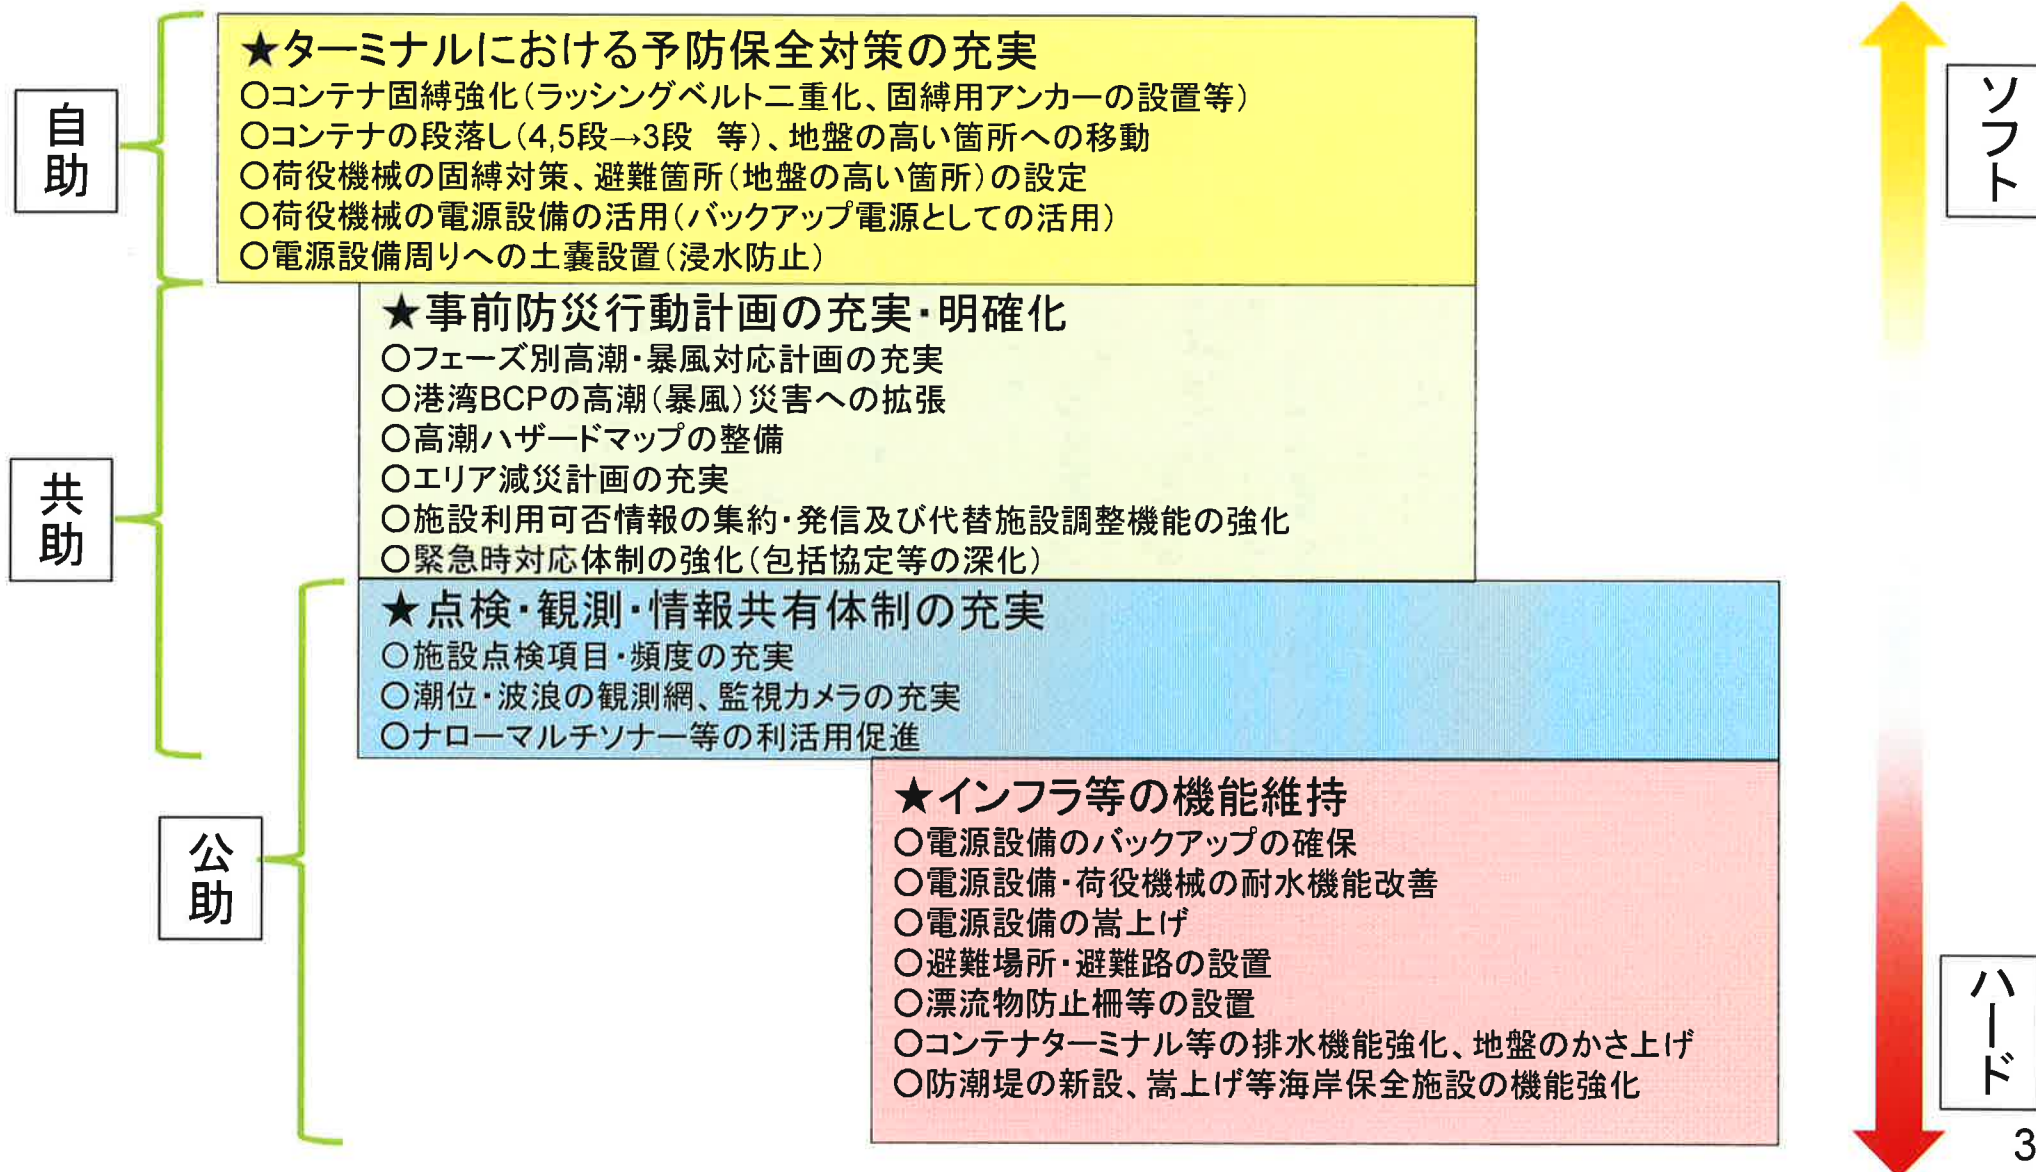 自助
★ターミナルにおける予防保全対策の充実
○コンテナ固縛強化(ラッシングベルト二重化、固縛用アンカーの設置等)
○コンテナの段落し(4,5段→3段 等)、地盤の高い箇所への移動
○荷役機械の固縛対策、避難箇所(地盤の高い箇所)の設定
○荷役機械の電源設備の活用(バックアップ電源としての活用)
○電源設備周りへの土嚢設置(浸水防止)
共助
★事前防災行動計画の充実・明確化
○フェーズ別高潮・暴風対応計画の充実
○港湾BCPの高潮(暴風)災害への拡張
○高潮ハザードマップの整備
○エリア減災計画の充実
○施設利用可否情報の集約・発信及び代替施設調整機能の強化
○緊急時対応体制の強化(包括協定等の深化)
★点検・観測・情報共有体制の充実
○施設点検項目・頻度の充実
○潮位・波浪の観測網、監視カメラの充実
○ナローマルチソナー等の利活用促進
公助
★インフラ等の機能維持
○電源設備のバックアップの確保
○電源設備・荷役機械の耐水機能改善
○電源設備の嵩上げ
○避難場所・避難路の設置
○漂流物防止柵等の設置
○コンテナターミナル等の排水機能強化、地盤のかさ上げ
○防潮堤の新設、嵩上げ等海岸保全施設の機能強化
ソフト
ハード
3